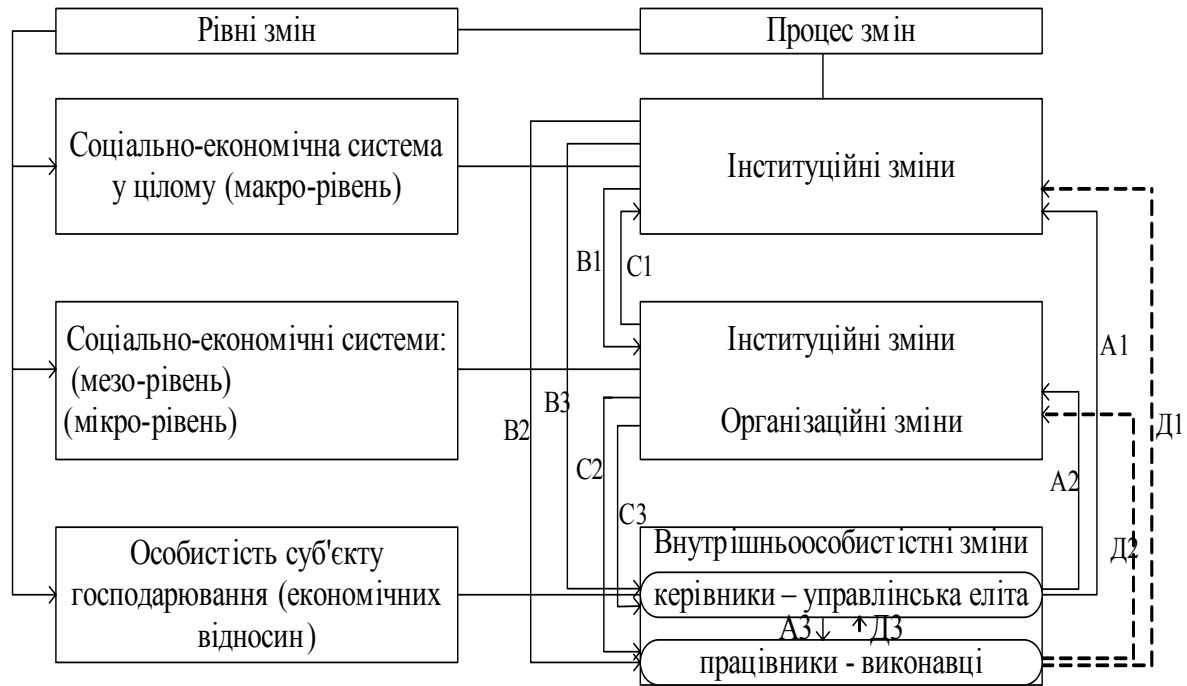 Рівні змін
Процес змін
Соціально-економічна система
у цілому (макро-рівень)
Інституційні зміни
В1
С1
Соціально-економічні системи:
(мезо-рівень)
(мікро-рівень)
Інституційні зміни
Організаційні зміни
А1
В3
В2
Д1
С2
А2
С3
Особистість суб'єкту
господарювання (економічних
відносин)
Внутрішньоособистістні зміни
Д2
керівники – управлінська еліта
А3
Д3
працівники - виконавці